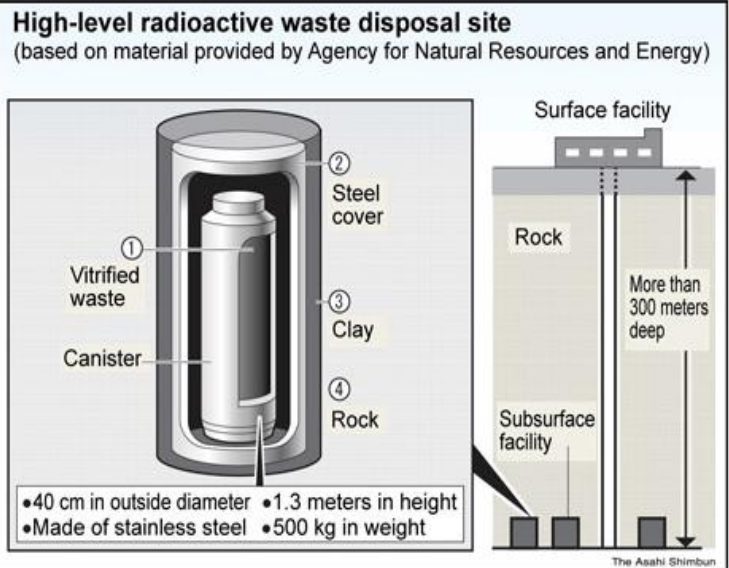 High-level radioactive waste disposal site
(based on material provided by Agency for Natural Resources and Energy)
①
Vitrified
waste
Canister
②
Steel
cover
③
Clay
④
Rock
•40 cm in outside diameter •1.3 meters in height
•Made of stainless steel •500 kg in weight
Surface facility
Rock
More than
300 meters
deep
Subsurface
facility
The Asahi Shimbun